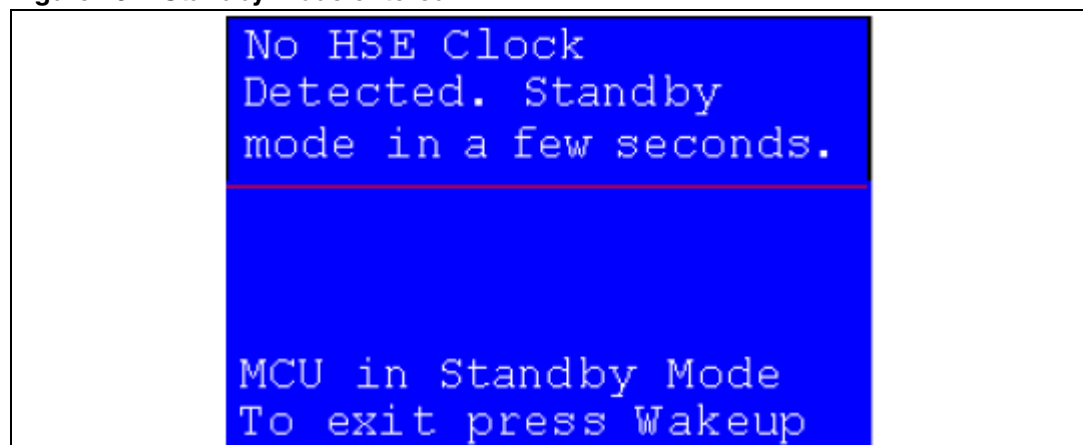 No HSE Clock
Detected. Standby
mode in a few seconds.
MCU in Standby Mode
To exit press Wakeup